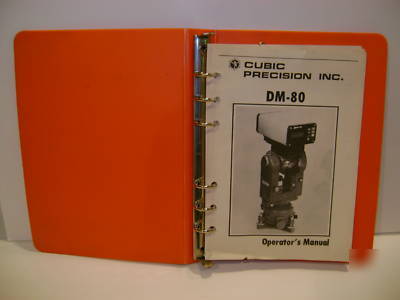 CUBIC
PRECISION INC.
DM-80
Operator's Manual